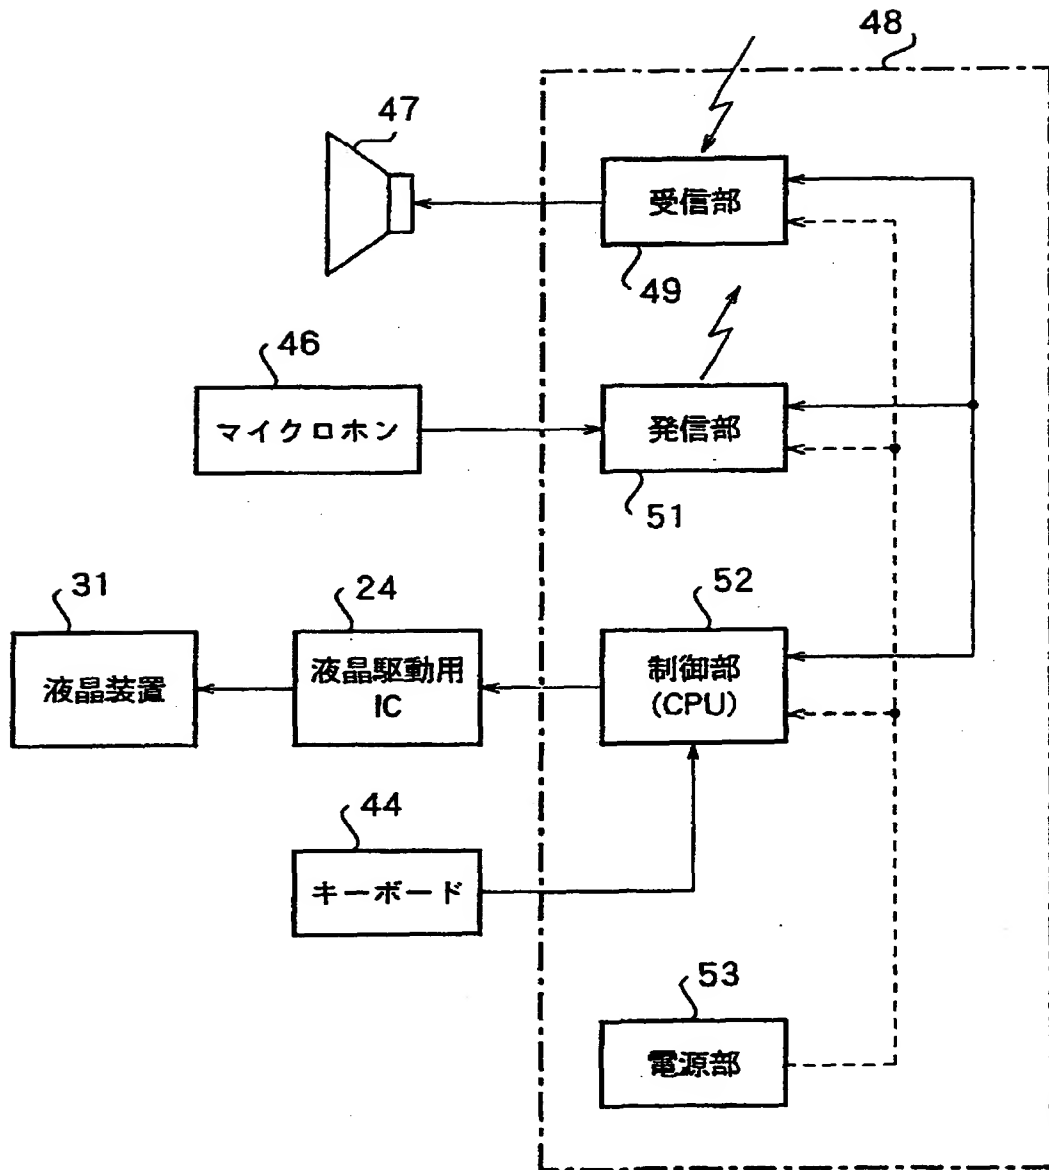 48
47
受信部
49
46
マイクロホン
発信部
51
31
24
52
液晶装置
液晶駆動用
IC
制御部
(CPU)
44
キーボード
53
電源部